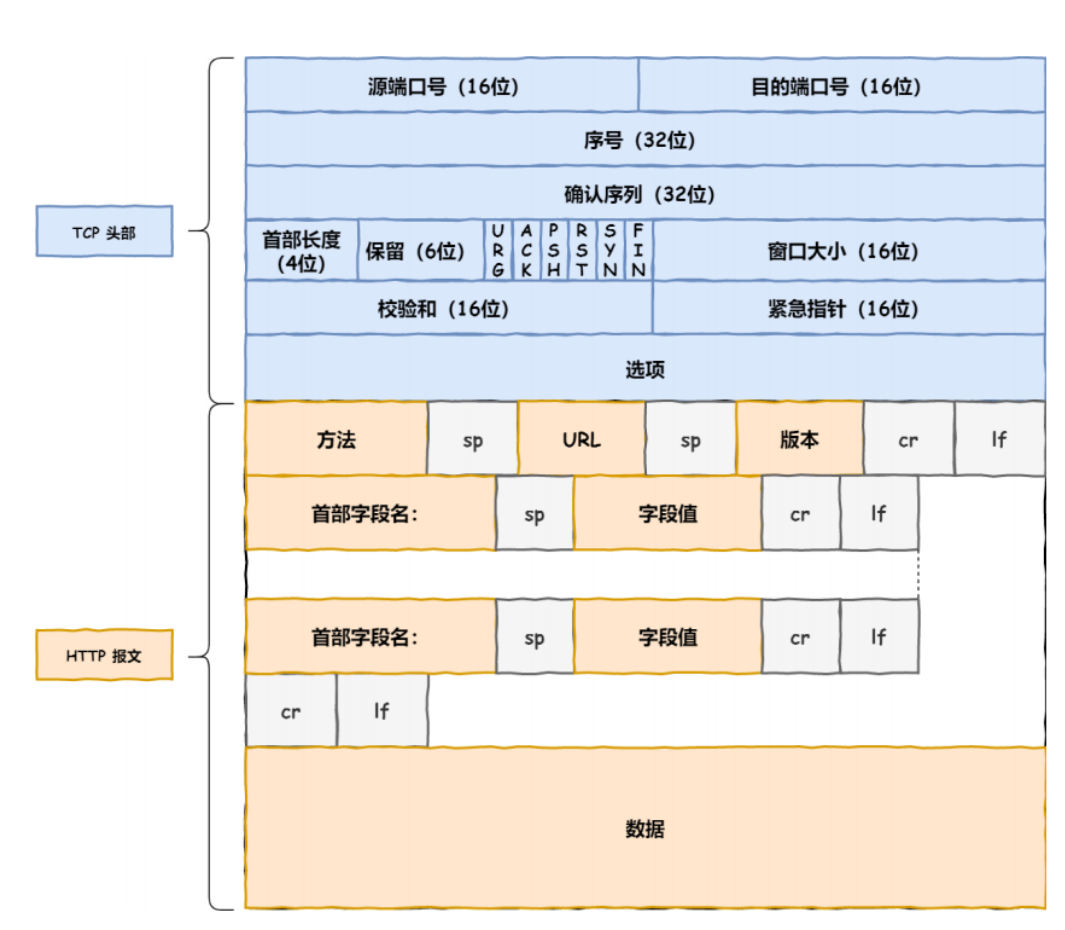 源端口号（16位） 目的端口号（16位）
序号（32位）
确认序列（32位）
TCP 头部
首部长度
（4位）
保留（6位）
URG
ACK
PSH
RST
SYN
FIN
窗口大小（16位）
校验和（16位） 紧急指针（16位）
选项
方法 sp URL sp 版本 cr lf
首部字段名： sp 字段值 cr lf
首部字段名： sp 字段值 cr lf
HTTP 报文
cr lf
数据